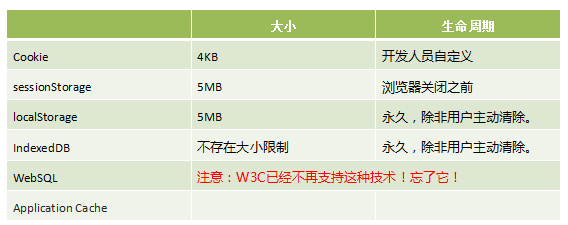 大小 生命周期
Cookie 4KB 开发人员自定义
sessionStorage 5MB 浏览器关闭之前
localStorage 5MB 永久，除非用户主动清除。
IndexedDB 不存在大小限制 永久，除非用户主动清除。
WebSQL 注意：W3C已经不再支持这种技术！忘了它！
Application Cache